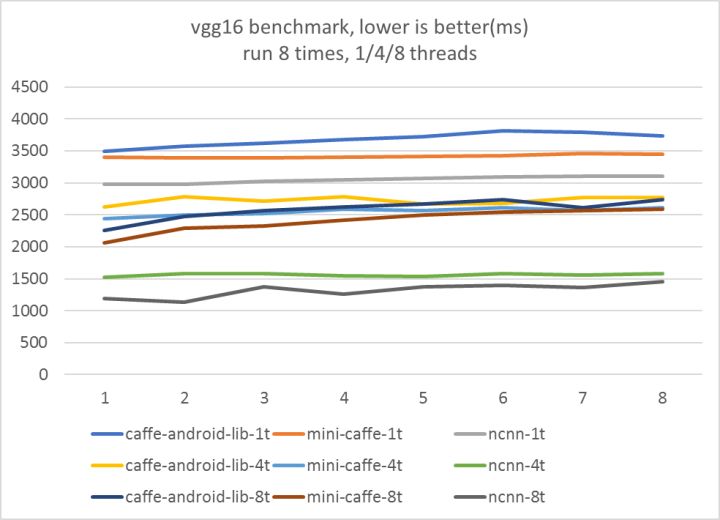 vgg16 benchmark, lower is better(ms)
run 8 times, 1/4/8 threads
4500
4000
3500
3000
2500
2000
1500
1000
500
0
1 2 3 4 5 6 7 8
caffe-android-lib-1t mini-caffe-1t ncnn-1t
caffe-android-lib-4t mini-caffe-4t ncnn-4t
caffe-android-lib-8t mini-caffe-8t ncnn-8t